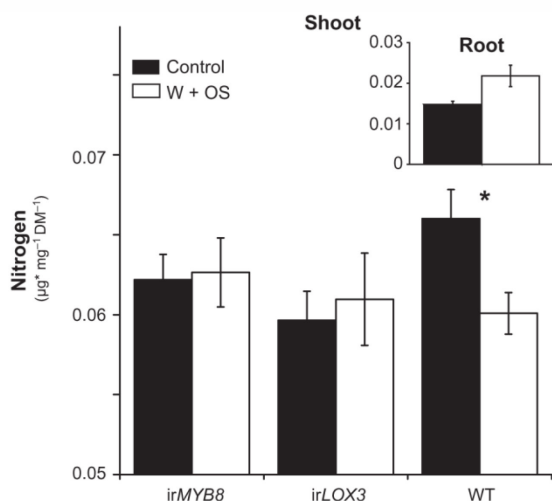 Shoot
Root
Control
W + OS
0.03
0.02
0.01
0
*
0.07
0.06
0.05
Nitrogen
(µg* mg⁻¹ DM⁻¹)
irMYB8
irLOX3
WT